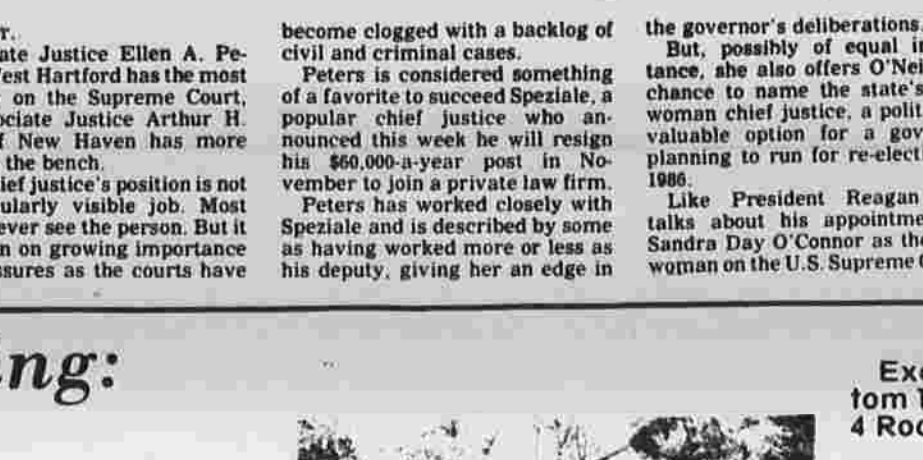 r.
ate Justice Ellen A. Pe-
est Hartford has the most
on the Supreme Court,
ociate Justice Arthur H.
f New Haven has more
the bench.
ief justice's position is not
ularly visible job. Most
ever see the person. But it
n on growing importance
ssures as the courts have
become clogged with a backlog of
civil and criminal cases.
Peters is considered something
of a favorite to succeed Speziale, a
popular chief justice who an-
nounced this week he will resign
his $60,000-a-year post in No-
vember to join a private law firm.
Peters has worked closely with
Speziale and is described by some
as having worked more or less as
his deputy, giving her an edge in
the governor's deliberations.
But, possibly of equal i
tance, she also offers O'Nei
chance to name the state's
woman chief justice, a poli
valuable option for a gov
planning to run for re-elect
1986.
Like President Reagan
talks about his appointm
Sandra Day O'Connor as the
woman on the U.S. Supreme
ng:
Exc
tom
4 Roo